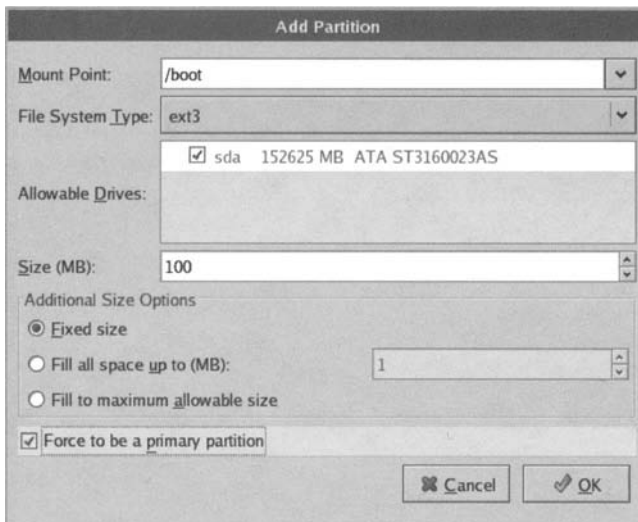 Add Partition
Mount Point: /boot
File System Type: ext3
sda 152625 MB ATA ST3160023AS
Allowable Drives:
Size (MB): 100
Additional Size Options
Fixed size
Fill all space up to (MB): 1
Fill to maximum allowable size
Force to be a primary partition
Cancel OK